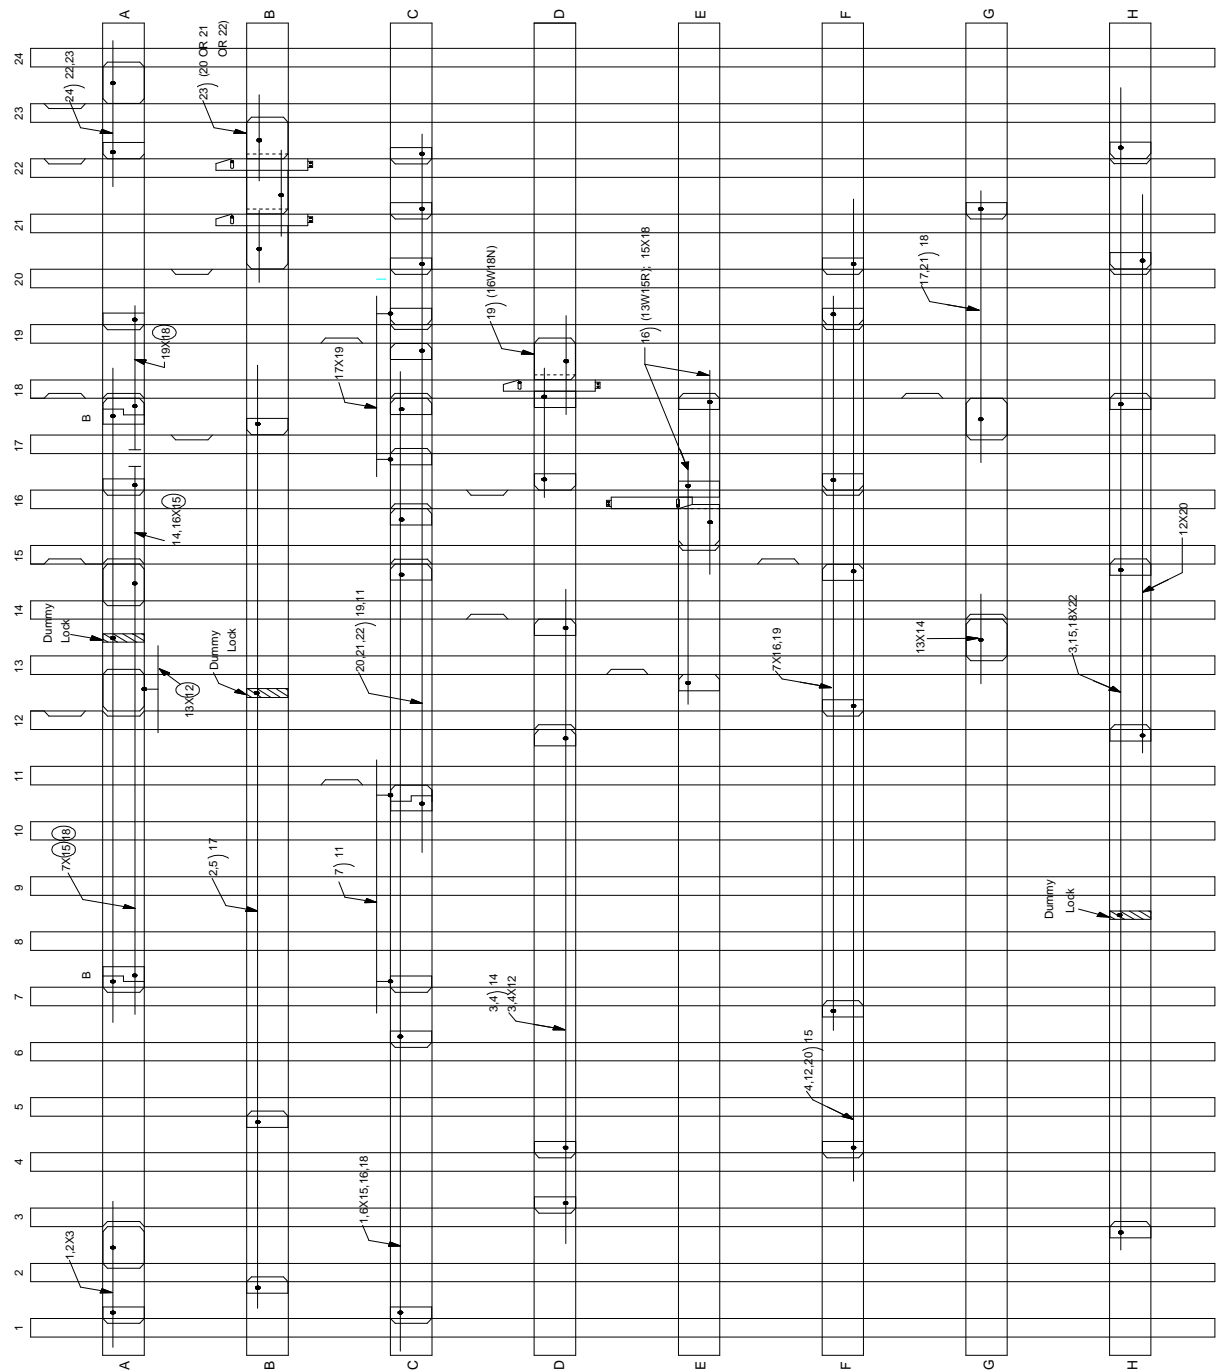 1 2 3 4 5 6 7 8 9 10 11 12 13 14 15 16 17 18 19 20 21 22 23 24
Dummy
Lock
7X15/18
1,2X3
24) 22,23
B
B
A
A
19X18
14,16X15
13X12
23) (20 OR 21
OR 22)
Dummy
Lock
2,5) 17
B
B
17X19
7) 11
20,21,22) 19,11
1,6X15,16,18
C
C
19) (16W18N)
3,4) 14
3,4X12
D
D
16) (13W15R); 15X18
E
E
7X16,19
4,12,20) 15
F
F
17,21) 18
13X14
G
G
Dummy
Lock
3,15,18X22
H
H
12X20